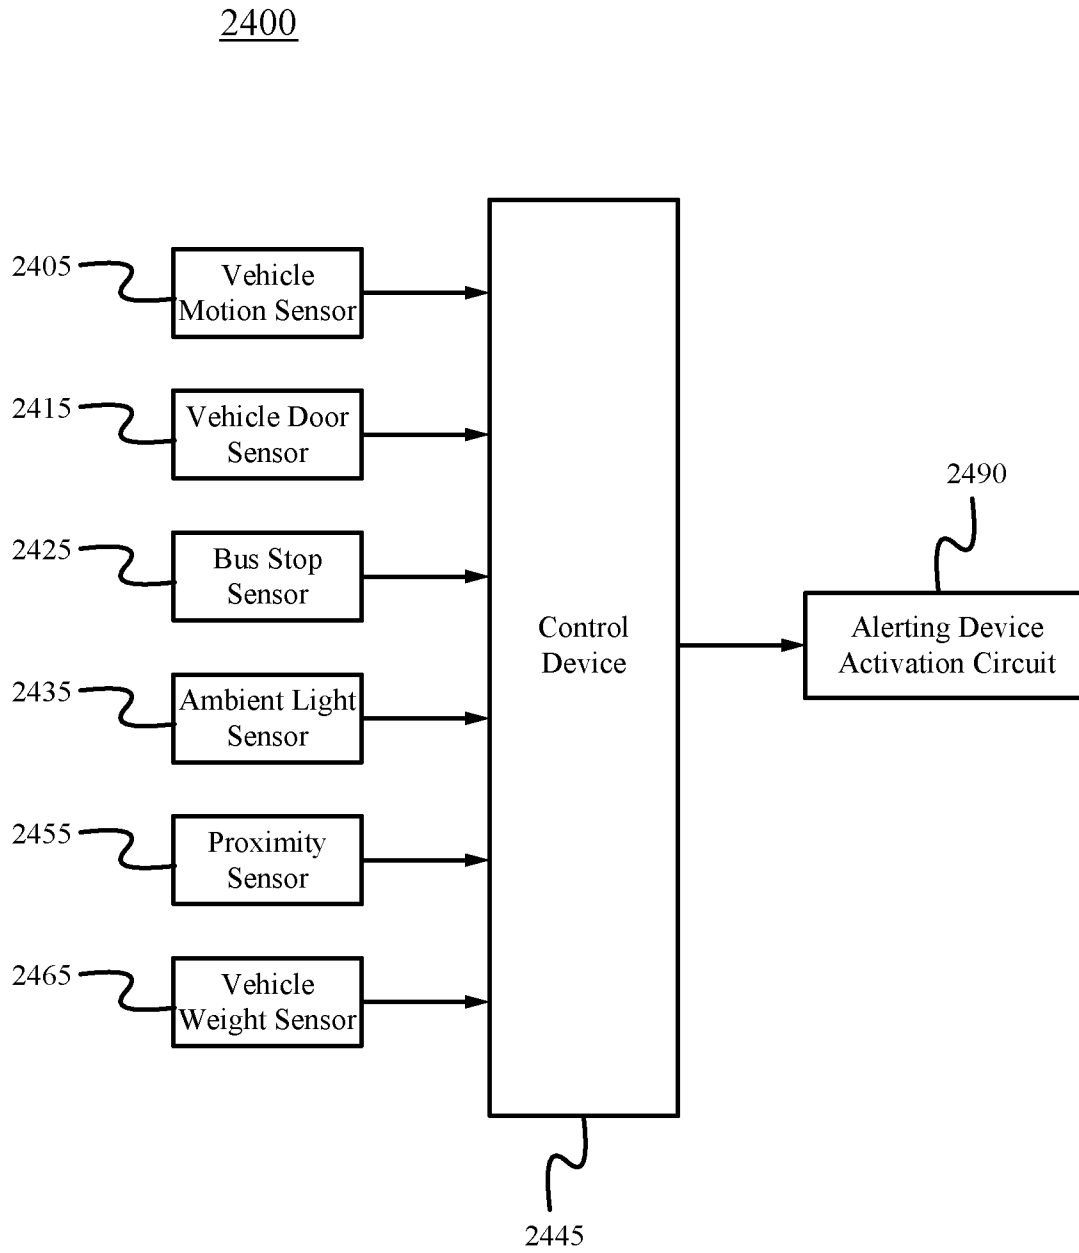 2400
2405
Vehicle
Motion Sensor
2415
Vehicle Door
Sensor
2425
Bus Stop
Sensor
2435
Ambient Light
Sensor
2455
Proximity
Sensor
2465
Vehicle
Weight Sensor
Control
Device
2445
2490
Alerting Device
Activation Circuit